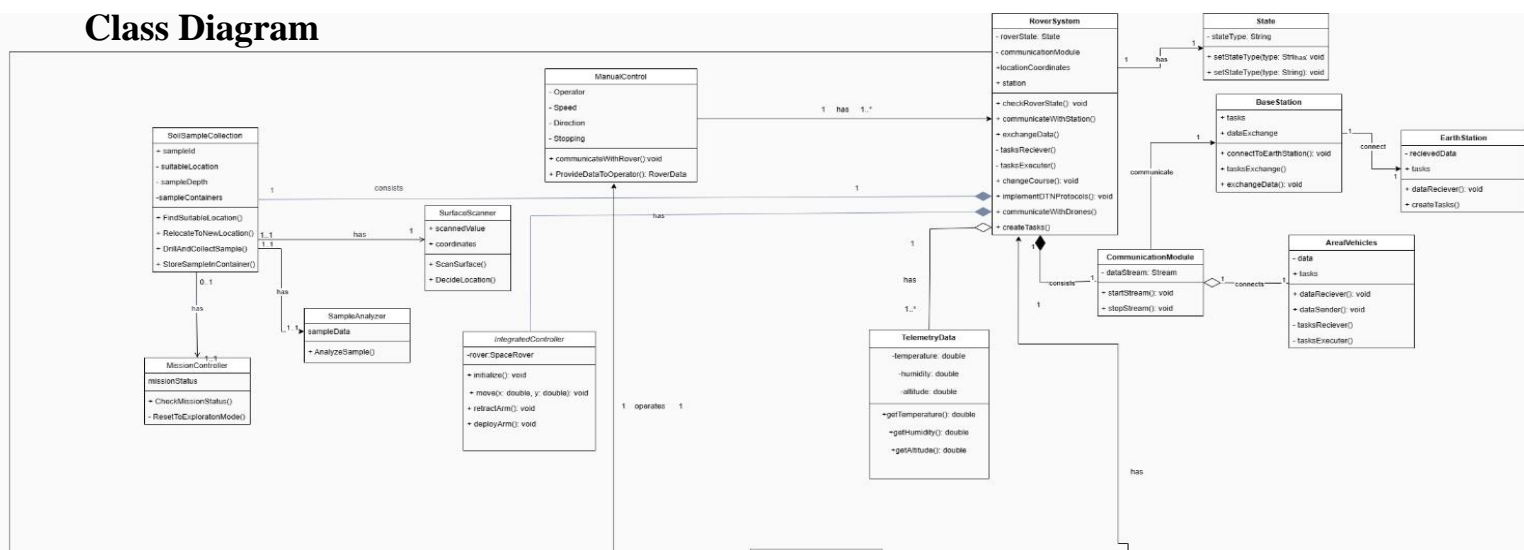 Class Diagram
RoverSystem
- roverState: State
- communicationModule
+locationCoordinates
+ station
+ checkRoverState(): void
+ communicateWithStation()
+ exchangeData()
- tasksReciever()
- tasksExecuter()
+ changeCourse(): void
+ implementDTNProtocols(): void
+ communicateWithDrones()
+ createTasks()
1
has
1
State
- stateType: String
+ setStateType(type: String): void
has
+ setStateType(type: String): void
ManualControl
- Operator
- Speed
- Direction
- Stopping
+ communicateWithRover():void
+ ProvideDataToOperator(): RoverData
1 has 1..*
BaseStation
+ tasks
+ dataExchange
+ connectToEarthStation(): void
+ tasksExchange()
+ exchangeData(): void
1
communicate
1
connect
1
EarthStation
- recievedData
+ tasks
+ dataReciever(): void
+ createTasks()
SoilSampleCollection
+ sampleId
- suitableLocation
- sampleDepth
-sampleContainers
+ FindSuitableLocation()
+ RelocateToNewLocation()
+ DrillAndCollectSample()
+ StoreSampleInContainer()
1
consists
1
has
SurfaceScanner
+ scannedValue
+ coordinates
+ ScanSurface()
+ DecideLocation()
1..1
has
1
1..1
has
1..1
0..1
has
1..1
SampleAnalyzer
sampleData
+ AnalyzeSample()
MissionController
missionStatus
+ CheckMissionStatus()
- ResetToExploratonMode()
IntegratedController
-rover:SpaceRover
+ initialize(): void
+ move(x: double, y: double): void
+ retractArm(): void
+ deployArm(): void
1
has
1..*
TelemetryData
-temperature: double
-humidity: double
-altitude: double
+getTemperature(): double
+getHumidity(): double
+getAltitude(): double
1
consists
1
CommunicationModule
- dataStream: Stream
+ startStream(): void
+ stopStream(): void
1
connects
1
ArealVehicles
- data
+ tasks
+ dataReciever(): void
+ dataSender(): void
- tasksReciever()
- tasksExecuter()
1 operates 1
1
has